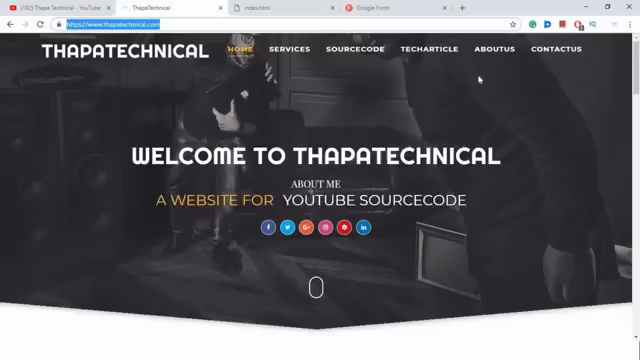 (182) Thapa Technical - YouTube
ThapaTechnical
index.html
Google Fonts
https://www.thapatechnical.com
THAPATECHNICAL
HOME
SERVICES
SOURCECODE
TECHARTICLE
ABOUTUS
CONTACTUS
WELCOME TO THAPATECHNICAL
ABOUT ME
A WEBSITE FOR YOUTUBE SOURCECODE